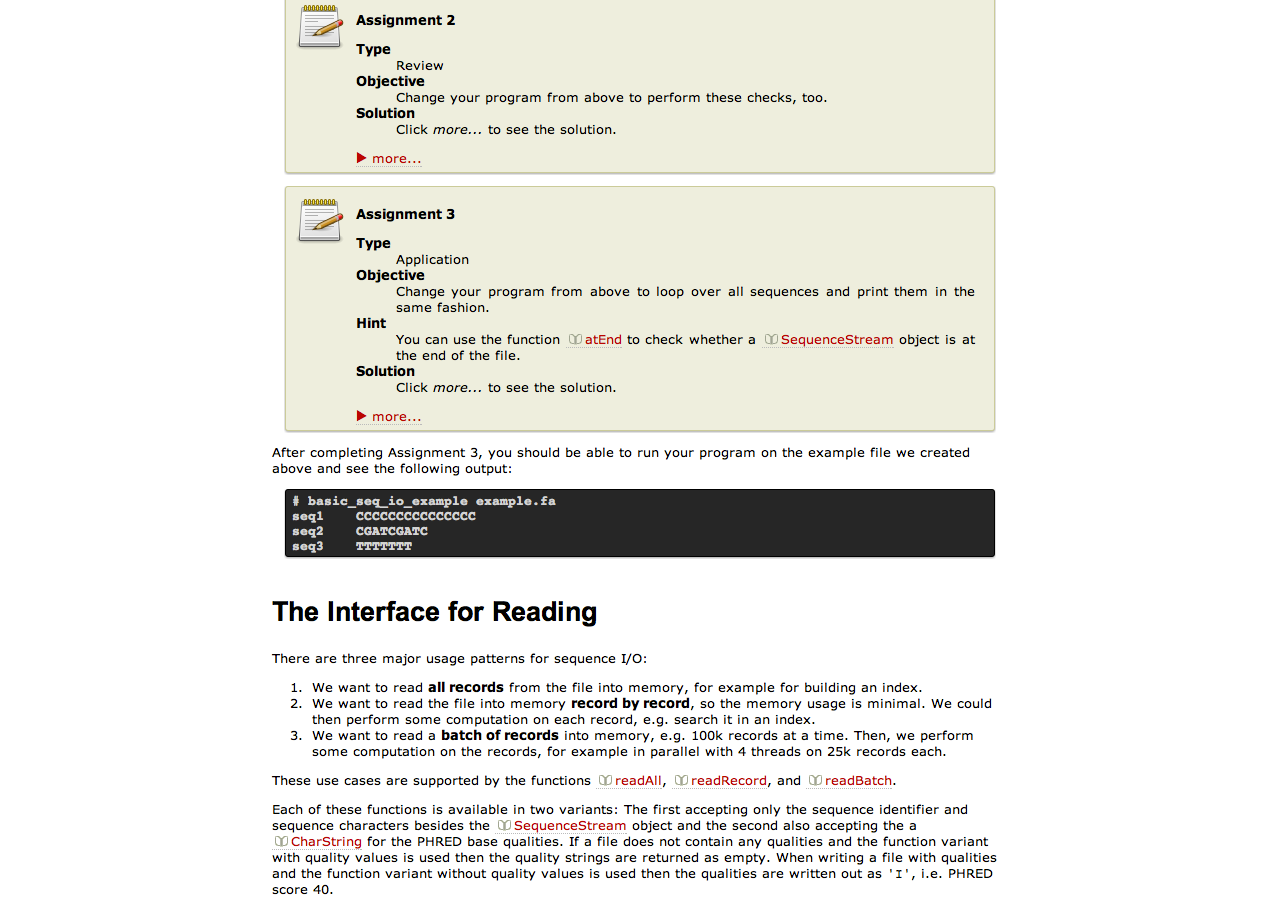 Assignment 2
Type
Review
Objective
Change your program from above to perform these checks, too.
Solution
Click more... to see the solution.
▶ more...
Assignment 3
Type
Application
Objective
Change your program from above to loop over all sequences and print them in the
same fashion.
Hint
You can use the function atEnd to check whether a SequenceStream object is at
the end of the file.
Solution
Click more... to see the solution.
▶ more...
After completing Assignment 3, you should be able to run your program on the example file we created
above and see the following output:
# basic_seq_io_example example.fa
seq1    CCCCCCCCCCCCCCC
seq2    CGATCGATC
seq3    TTTTTTT
The Interface for Reading
There are three major usage patterns for sequence I/O:
1. We want to read all records from the file into memory, for example for building an index.
2. We want to read the file into memory record by record, so the memory usage is minimal. We could
then perform some computation on each record, e.g. search it in an index.
3. We want to read a batch of records into memory, e.g. 100k records at a time. Then, we perform
some computation on the records, for example in parallel with 4 threads on 25k records each.
These use cases are supported by the functions readAll, readRecord, and readBatch.
Each of these functions is available in two variants: The first accepting only the sequence identifier and
sequence characters besides the SequenceStream object and the second also accepting the a
CharString for the PHRED base qualities. If a file does not contain any qualities and the function variant
with quality values is used then the quality strings are returned as empty. When writing a file with qualities
and the function variant without quality values is used then the qualities are written out as 'I', i.e. PHRED
score 40.